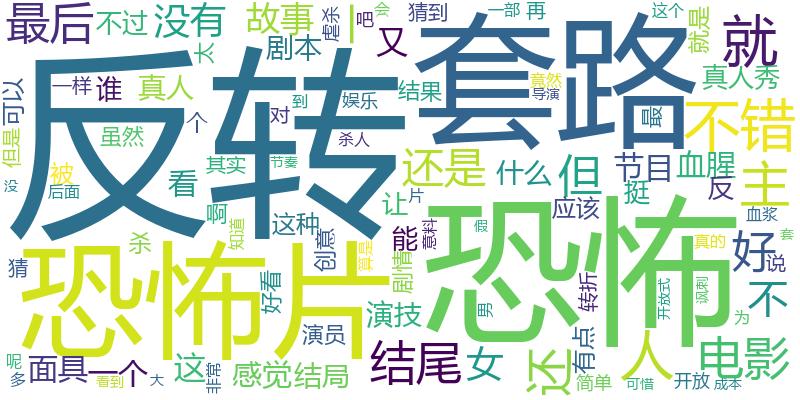 最后
不过
没有
故事
虐杀
吧
会
猜到
一部
再
这个
就是
就
太
剧本
又
套路
反转
可以
一样
谁
真人
个
对
到
娱乐
结果
竟然
导演
最
真人秀
不错
但是
虽然
杀人
没
后面
被
看
其实
节奏
还是
什么
但
节目
血腥
主
挺
反
啊
这种
让
片
应该
血浆
知道
能
意料
假
真的
套
恐怖
恐怖片
猜
杀
创意
好看
算是
剧情
转折
男
开放式
讽刺
好
说
不
为
演技
演员
有点
人
电影
呢
多
面具
一个
看到
大
这
非常
感觉
结局
结尾
女
还
简单
可惜
开放
成本